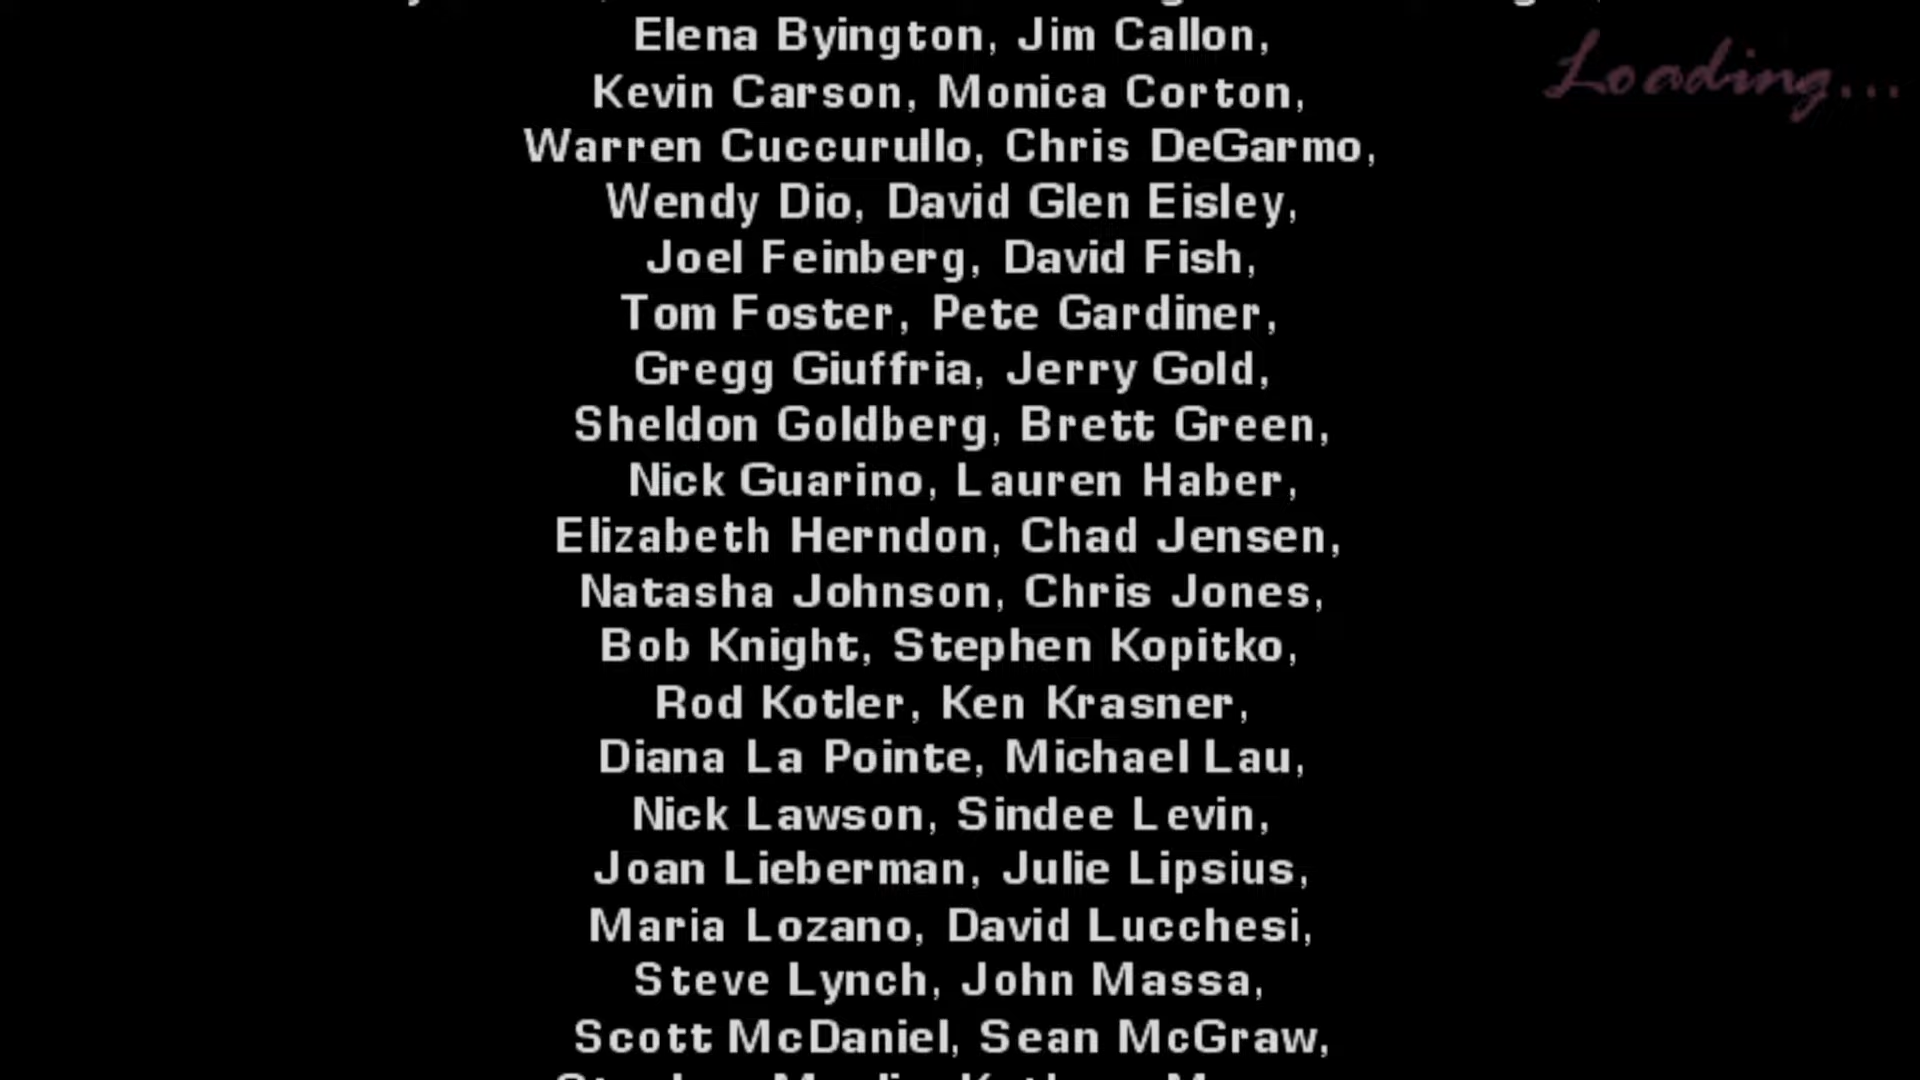 Elena Byington, Jim Callon,
Loading...
Kevin Carson, Monica Corton,
Warren Cuccurullo, Chris DeGarmo,
Wendy Dio, David Glen Eisley,
Joel Feinberg, David Fish,
Tom Foster, Pete Gardiner,
Gregg Giuffria, Jerry Gold,
Sheldon Goldberg, Brett Green,
Nick Guarino, Lauren Haber,
Elizabeth Herndon, Chad Jensen,
Natasha Johnson, Chris Jones,
Bob Knight, Stephen Kopitko,
Rod Kotler, Ken Krasner,
Diana La Pointe, Michael Lau,
Nick Lawson, Sindee Levin,
Joan Lieberman, Julie Lipsius,
Maria Lozano, David Lucchesi,
Steve Lynch, John Massa,
Scott McDaniel, Sean McGraw,